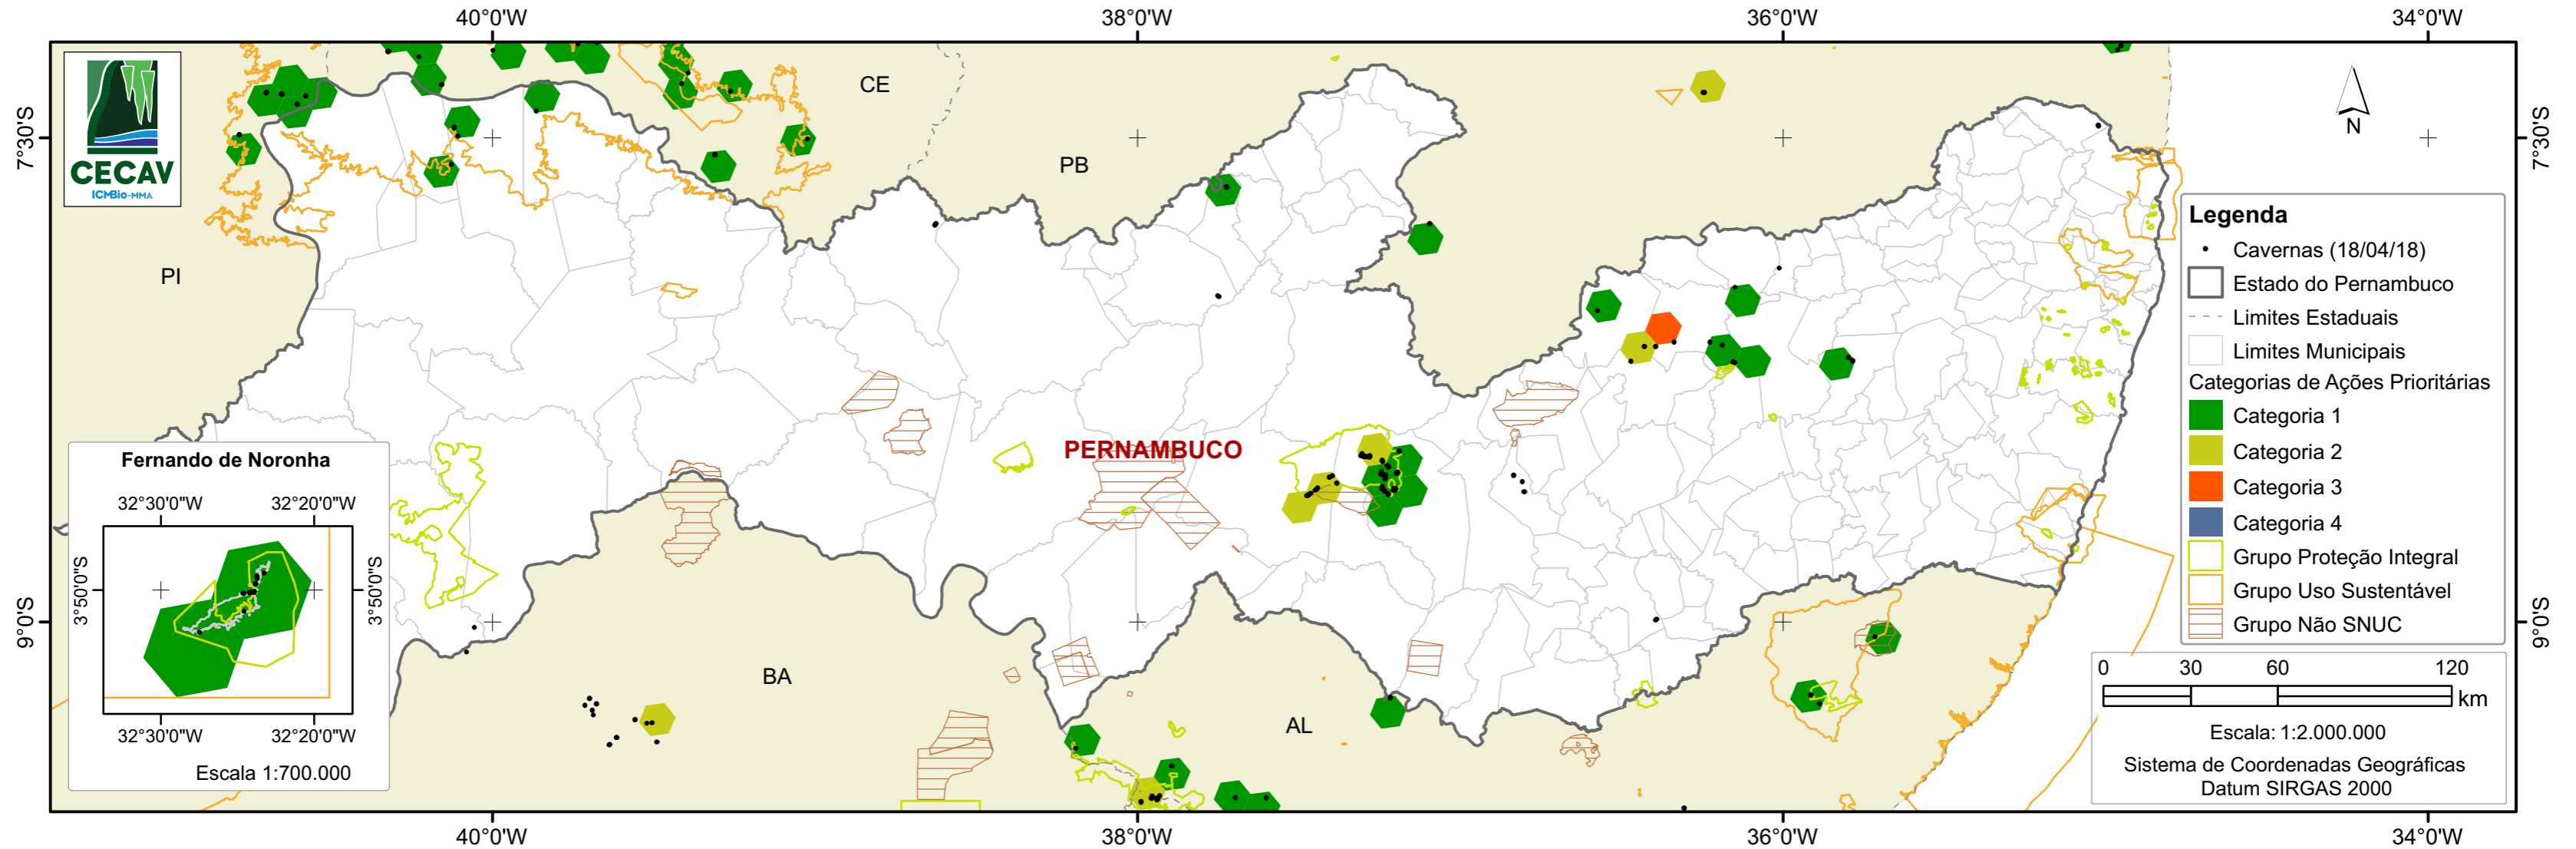 40°0'W
38°0'W
36°0'W
34°0'W
7°30'S
7°30'S
9°0'S
9°0'S
CECAV
ICMBio-MMA
CE
PB
PI
N
PERNAMBUCO
BA
AL
Legenda
Cavernas (18/04/18)
Estado do Pernambuco
Limites Estaduais
Limites Municipais
Categorias de Ações Prioritárias
Categoria 1
Categoria 2
Categoria 3
Categoria 4
Grupo Proteção Integral
Grupo Uso Sustentável
Grupo Não SNUC
Fernando de Noronha
32°30'0"W
32°20'0"W
3°50'0"S
3°50'0"S
32°30'0"W
32°20'0"W
Escala 1:700.000
0 30 60 120
km
Escala: 1:2.000.000
Sistema de Coordenadas Geográficas
Datum SIRGAS 2000
40°0'W
38°0'W
36°0'W
34°0'W